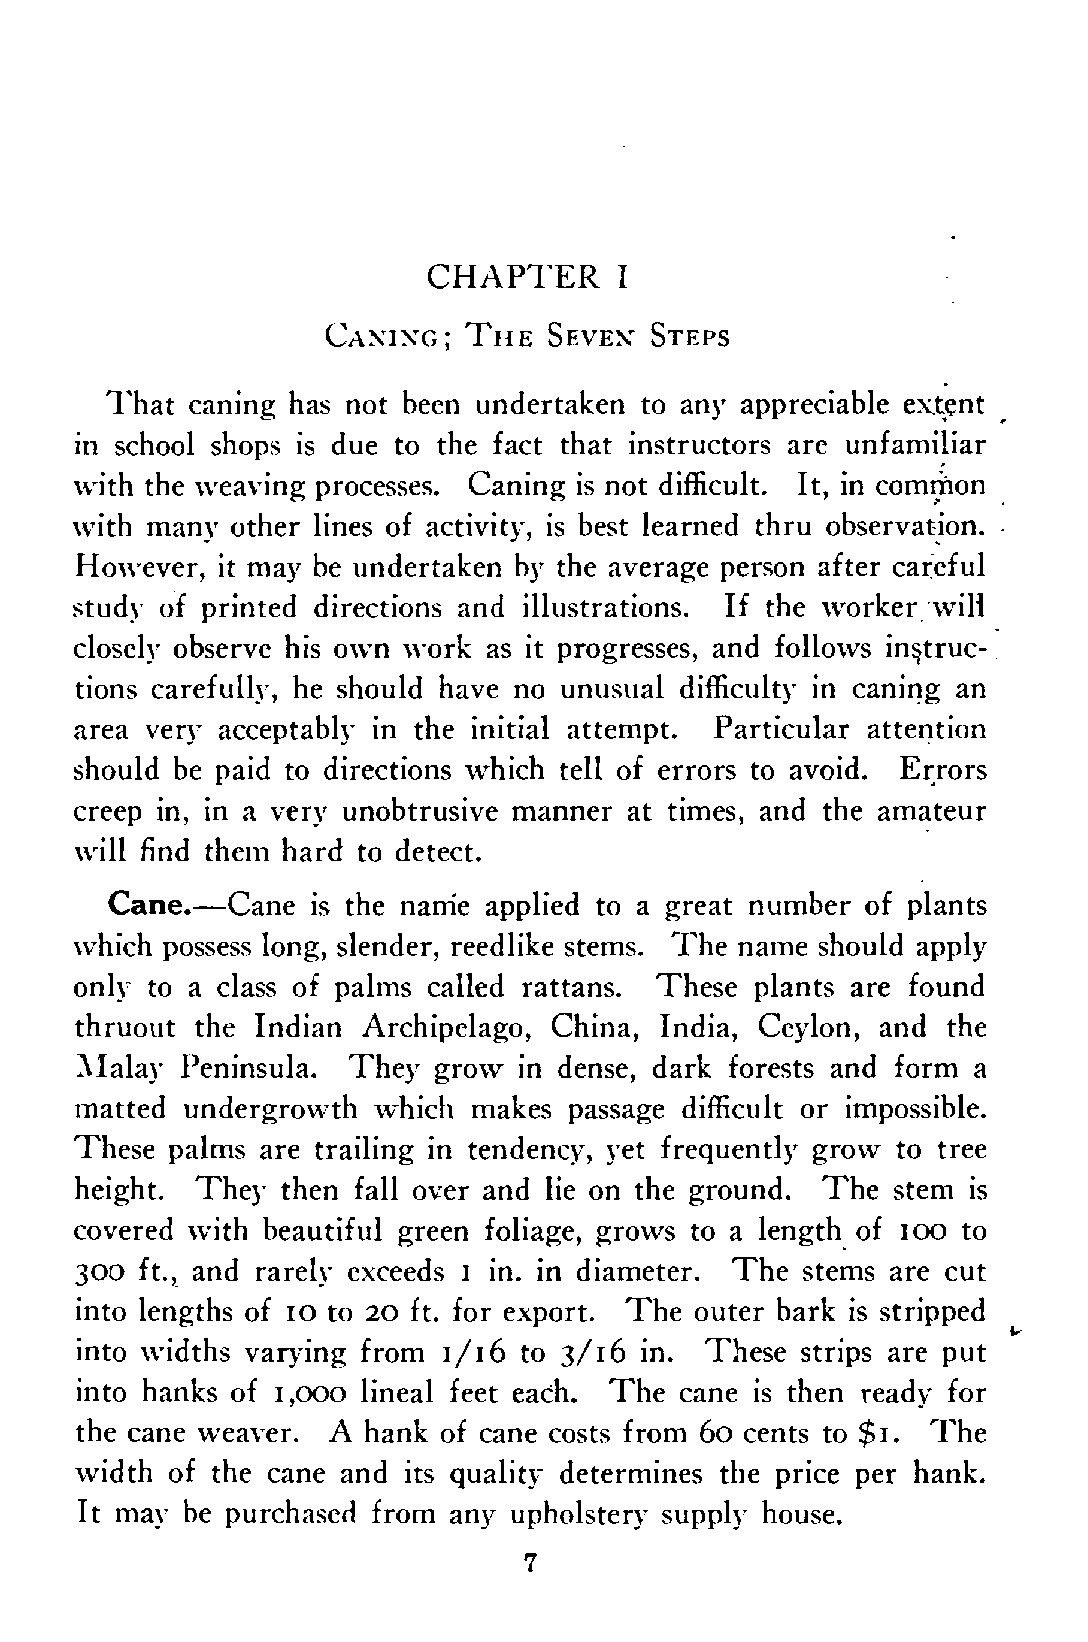 CHAPTER I
CANING; THE SEVEN STEPS
That caning has not been undertaken to any appreciable extent
in school shops is due to the fact that instructors are unfamiliar
with the weaving processes. Caning is not difficult. It, in common
with many other lines of activity, is best learned thru observation.
However, it may be undertaken by the average person after careful
study of printed directions and illustrations. If the worker will
closely observe his own work as it progresses, and follows instruc-
tions carefully, he should have no unusual difficulty in caning an
area very acceptably in the initial attempt. Particular attention
should be paid to directions which tell of errors to avoid. Errors
creep in, in a very unobtrusive manner at times, and the amateur
will find them hard to detect.
Cane.—Cane is the name applied to a great number of plants
which possess long, slender, reedlike stems. The name should apply
only to a class of palms called rattans. These plants are found
thruout the Indian Archipelago, China, India, Ceylon, and the
Malay Peninsula. They grow in dense, dark forests and form a
matted undergrowth which makes passage difficult or impossible.
These palms are trailing in tendency, yet frequently grow to tree
height. They then fall over and lie on the ground. The stem is
covered with beautiful green foliage, grows to a length of 100 to
300 ft., and rarely exceeds 1 in. in diameter. The stems are cut
into lengths of 10 to 20 ft. for export. The outer bark is stripped
into widths varying from 1/16 to 3/16 in. These strips are put
into hanks of 1,000 lineal feet each. The cane is then ready for
the cane weaver. A hank of cane costs from 60 cents to $1. The
width of the cane and its quality determines the price per hank.
It may be purchased from any upholstery supply house.
7